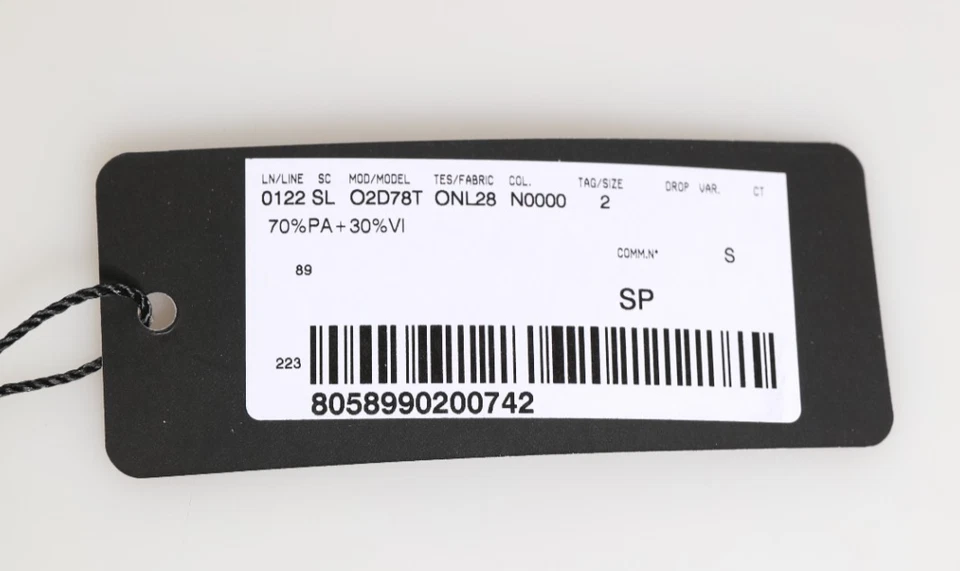 LN/LINE SC MOD/MODEL TES/FABRIC COL. TAG/SIZE DROP VAR. CT
0122 SL O2D78T ONL28 N0000 2
70%PA+30%VI
COMM.N° S
89
SP
223
8058990200742